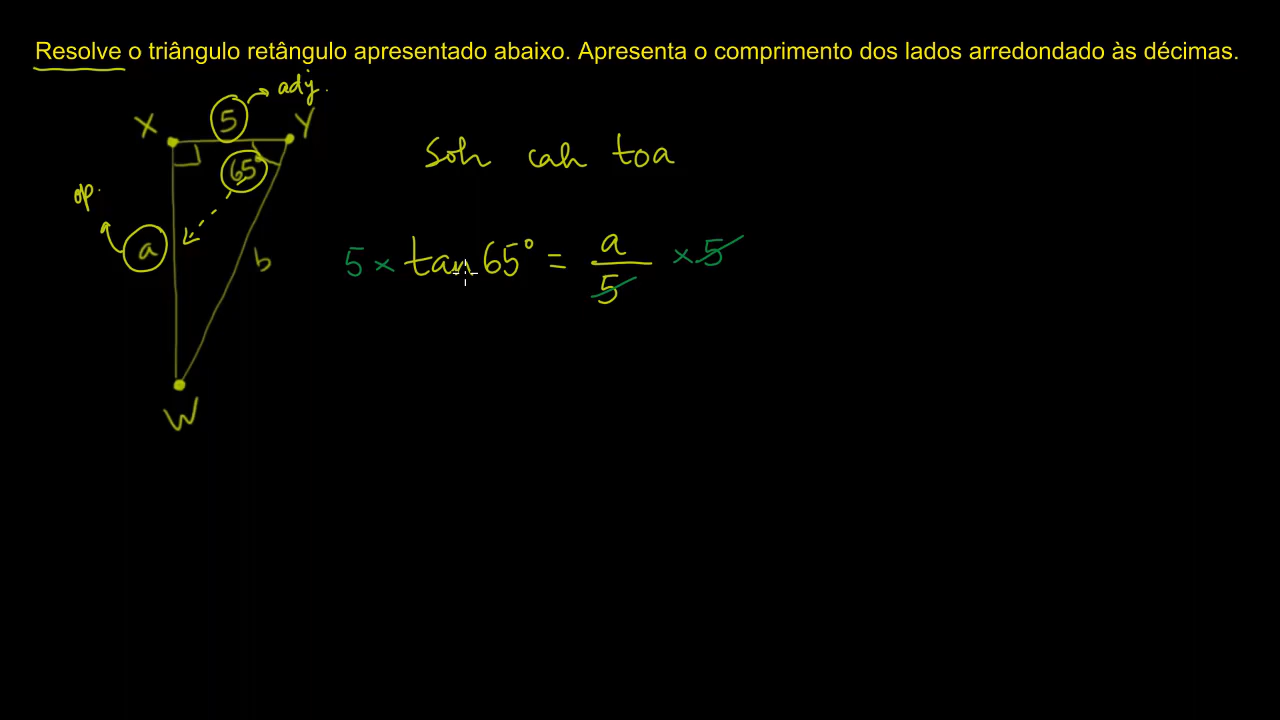 Resolve o triângulo retângulo apresentado abaixo. Apresenta o comprimento dos lados arredondado às décimas.
adj.
X 5 Y
65°
Soh cah toa
op.
a
b
5 × tan 65° = a/5 × 5
W